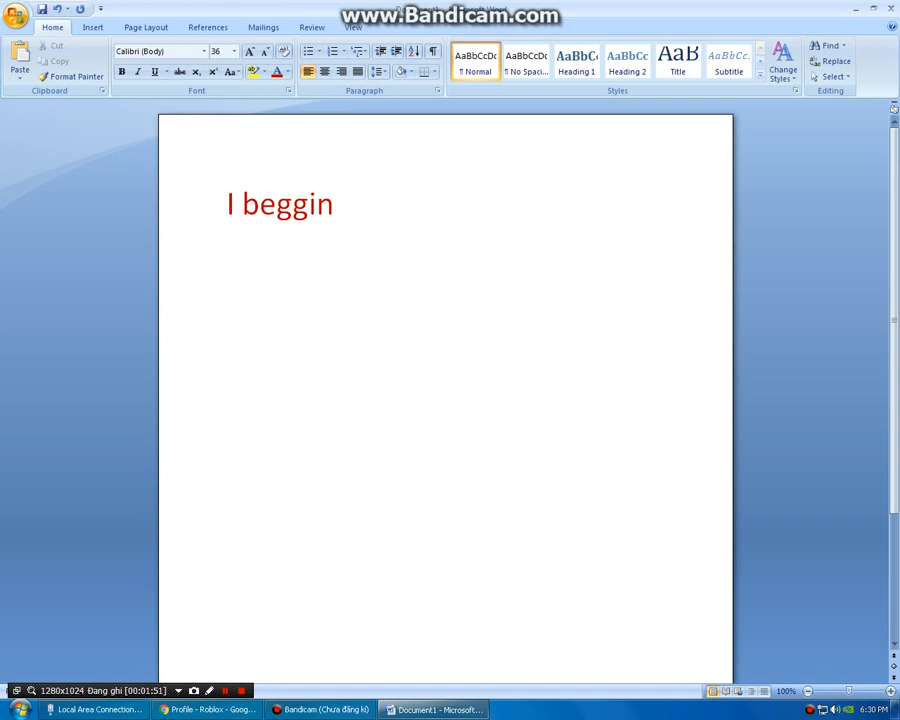 www.Bandicam.com
Home Insert Page Layout References Mailings Review View
Cut
Copy
Format Painter
Paste
Calibri (Body) 36
AaBbCcDc AaBbCcDc AaBbC AaBbCc AaB AaBbCc.
¶ Normal ¶ No Spaci... Heading 1 Heading 2 Title Subtitle
Change
Styles
Find
Replace
Select
Clipboard Font Paragraph Styles Editing
I beggin
1280x1024 Đang ghi [00:01:51]
100%
Local Area Connection... Profile - Roblox - Goog... Bandicam (Chưa đăng kí) Document1 - Microsoft... 6:30 PM